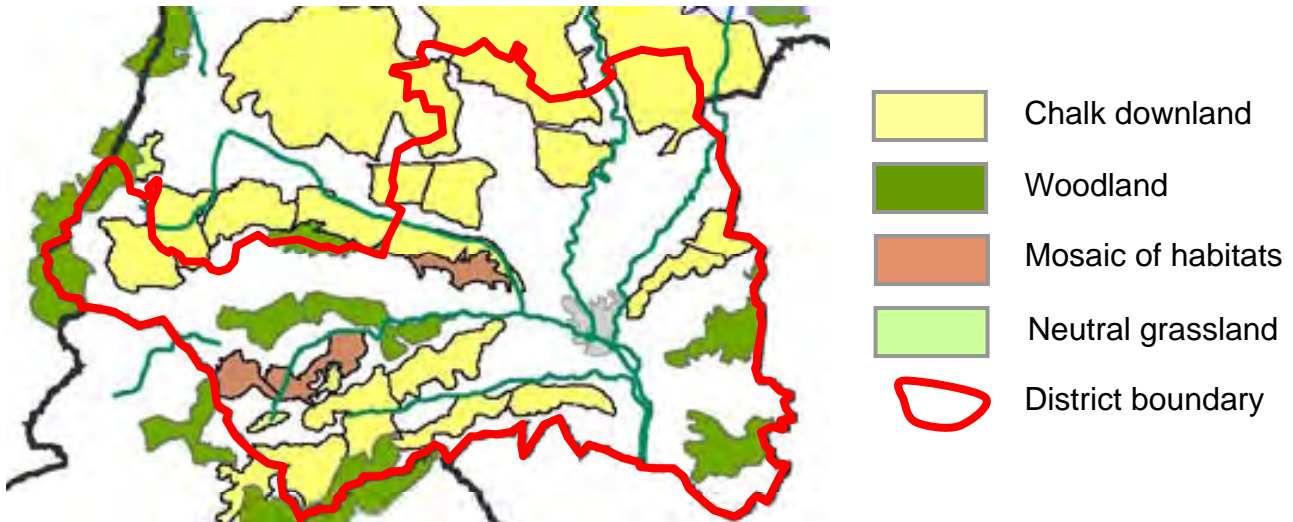 Chalk downland
Woodland
Mosaic of habitats
Neutral grassland
District boundary